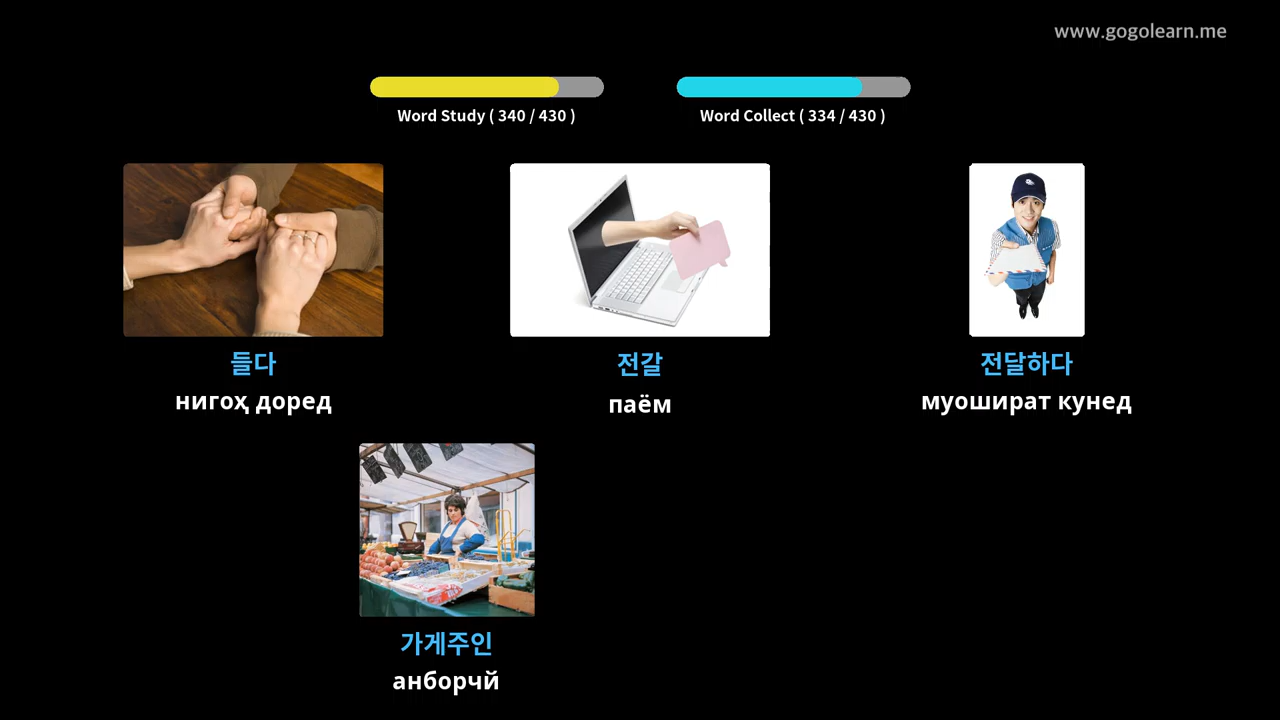 www.gogolearn.me
Word Study ( 340 / 430 )
Word Collect ( 334 / 430 )
들다
нигоҳ доред
전갈
паём
전달하다
муошират кунед
가게주인
анборчй